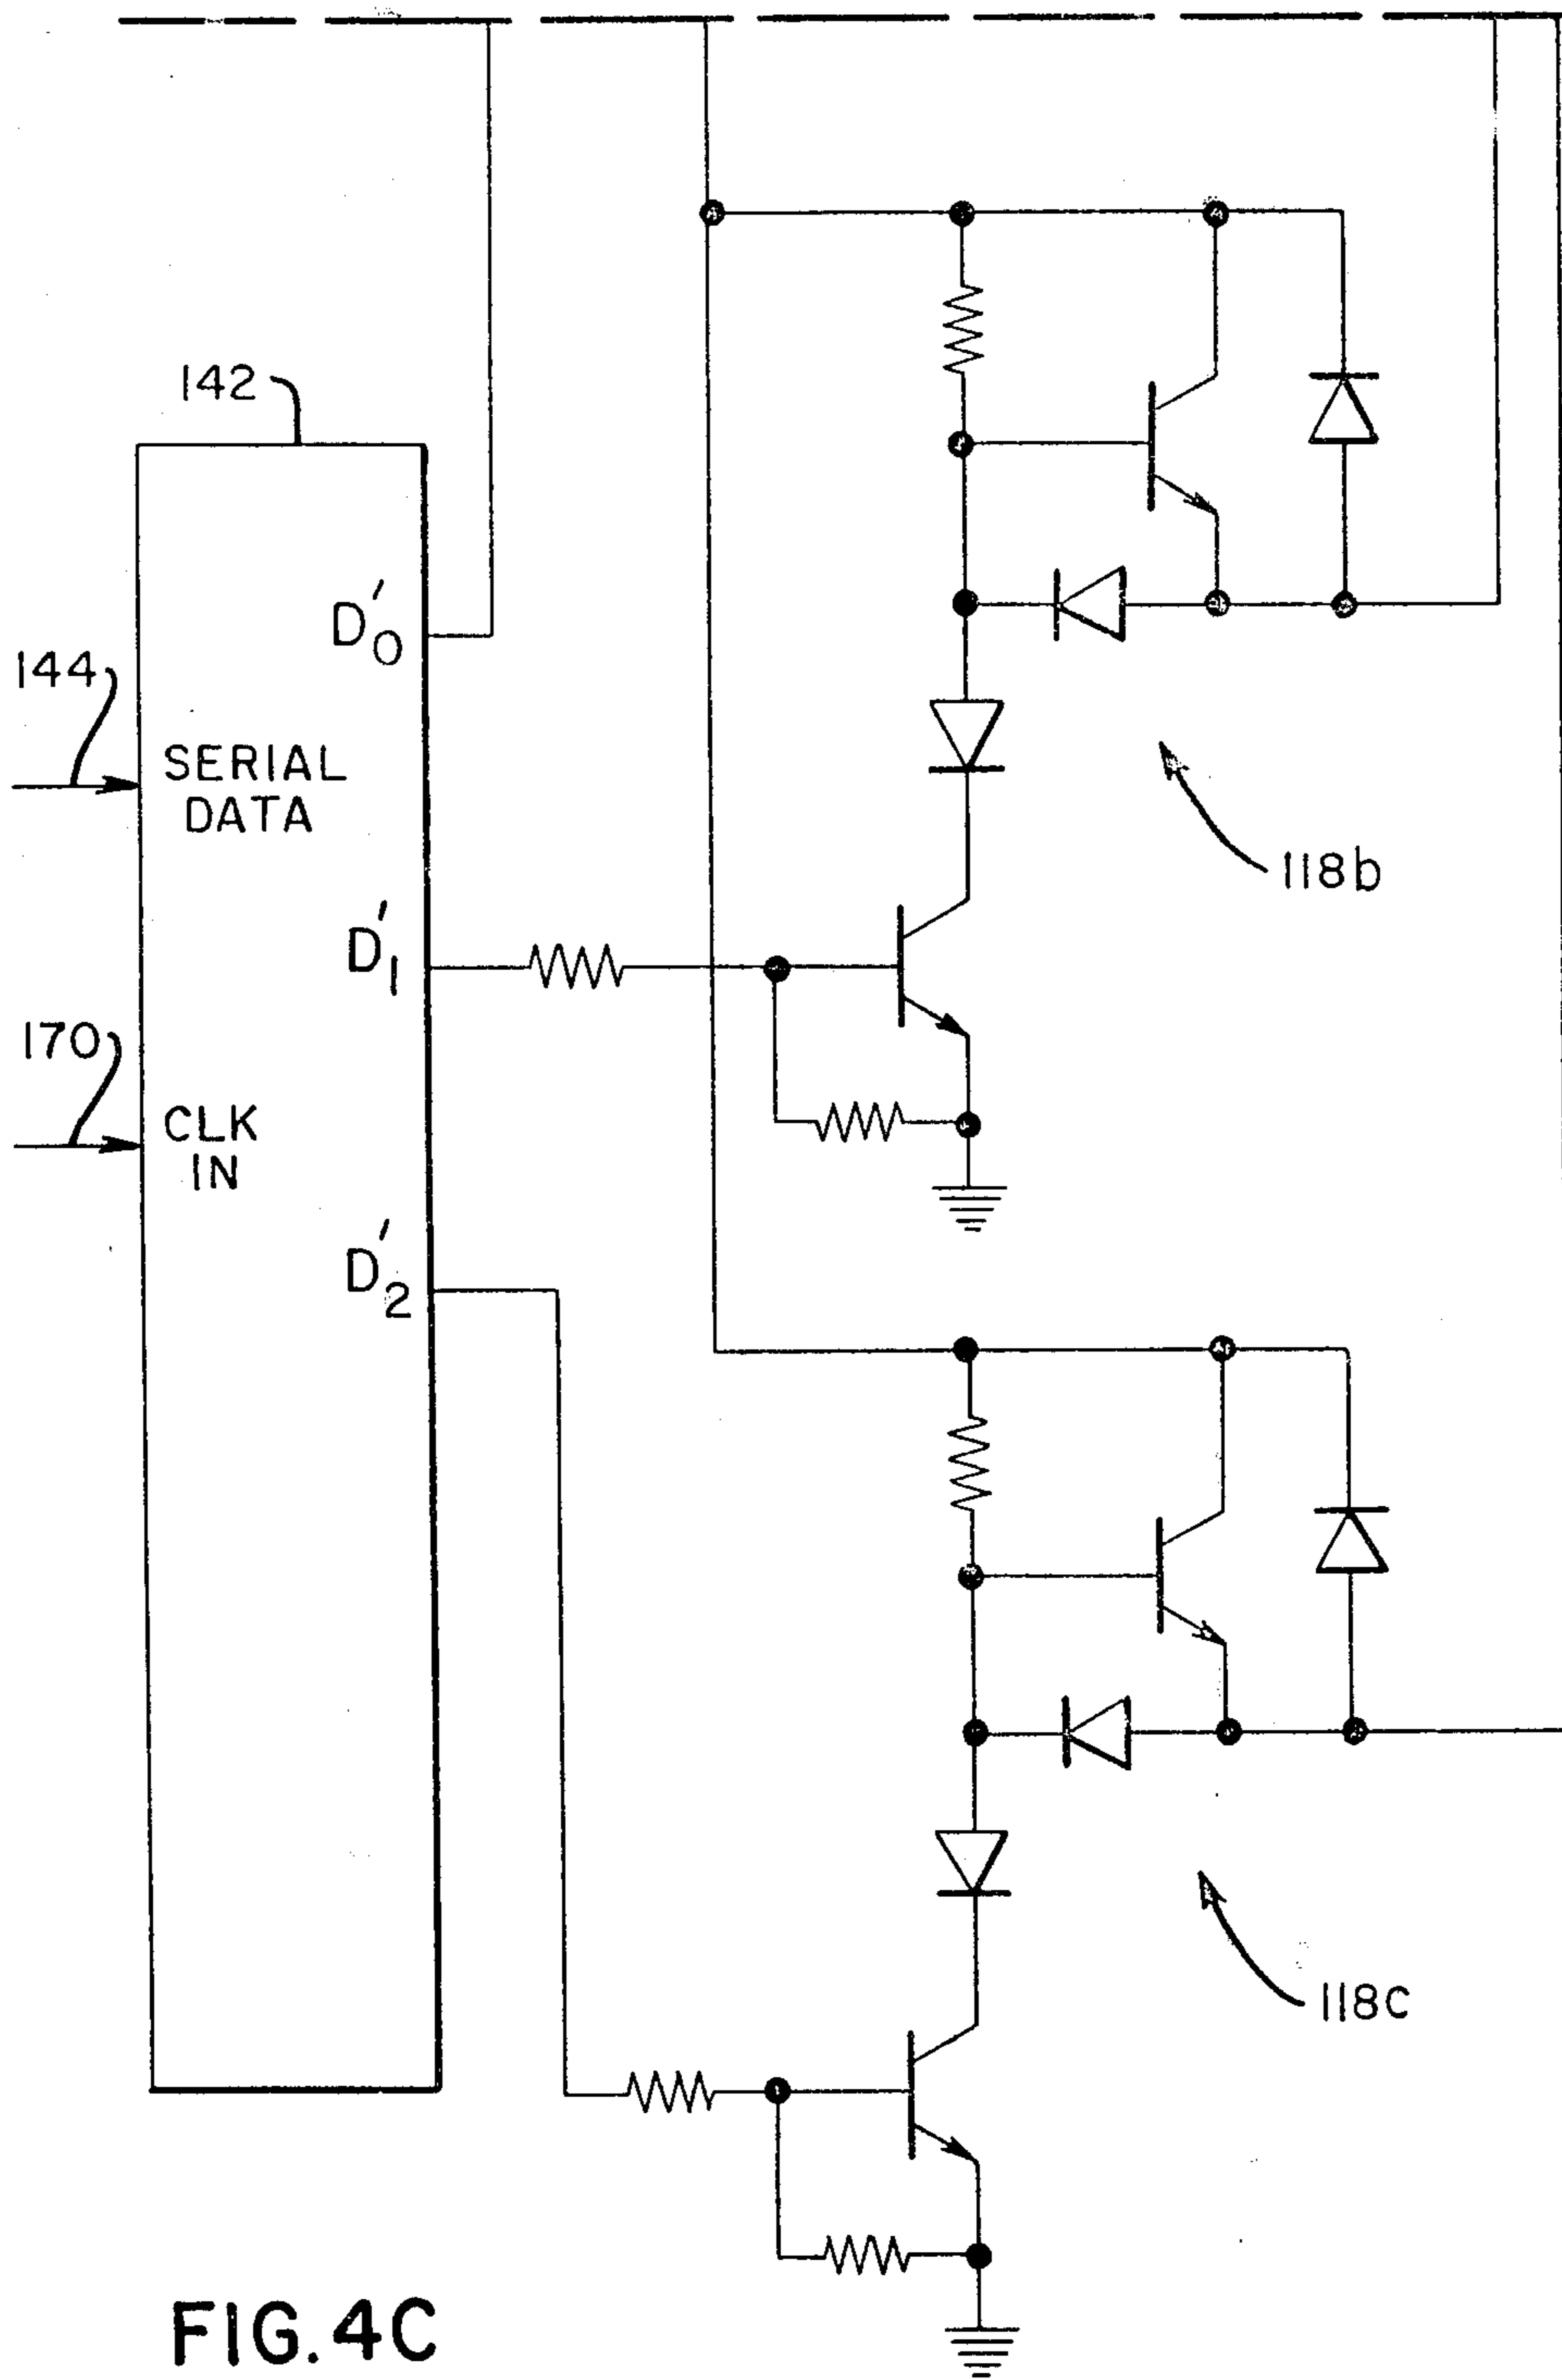 142
D'0
144
SERIAL
DATA
118b
D'1
170
CLK
IN
D'2
118c
FIG. 4C